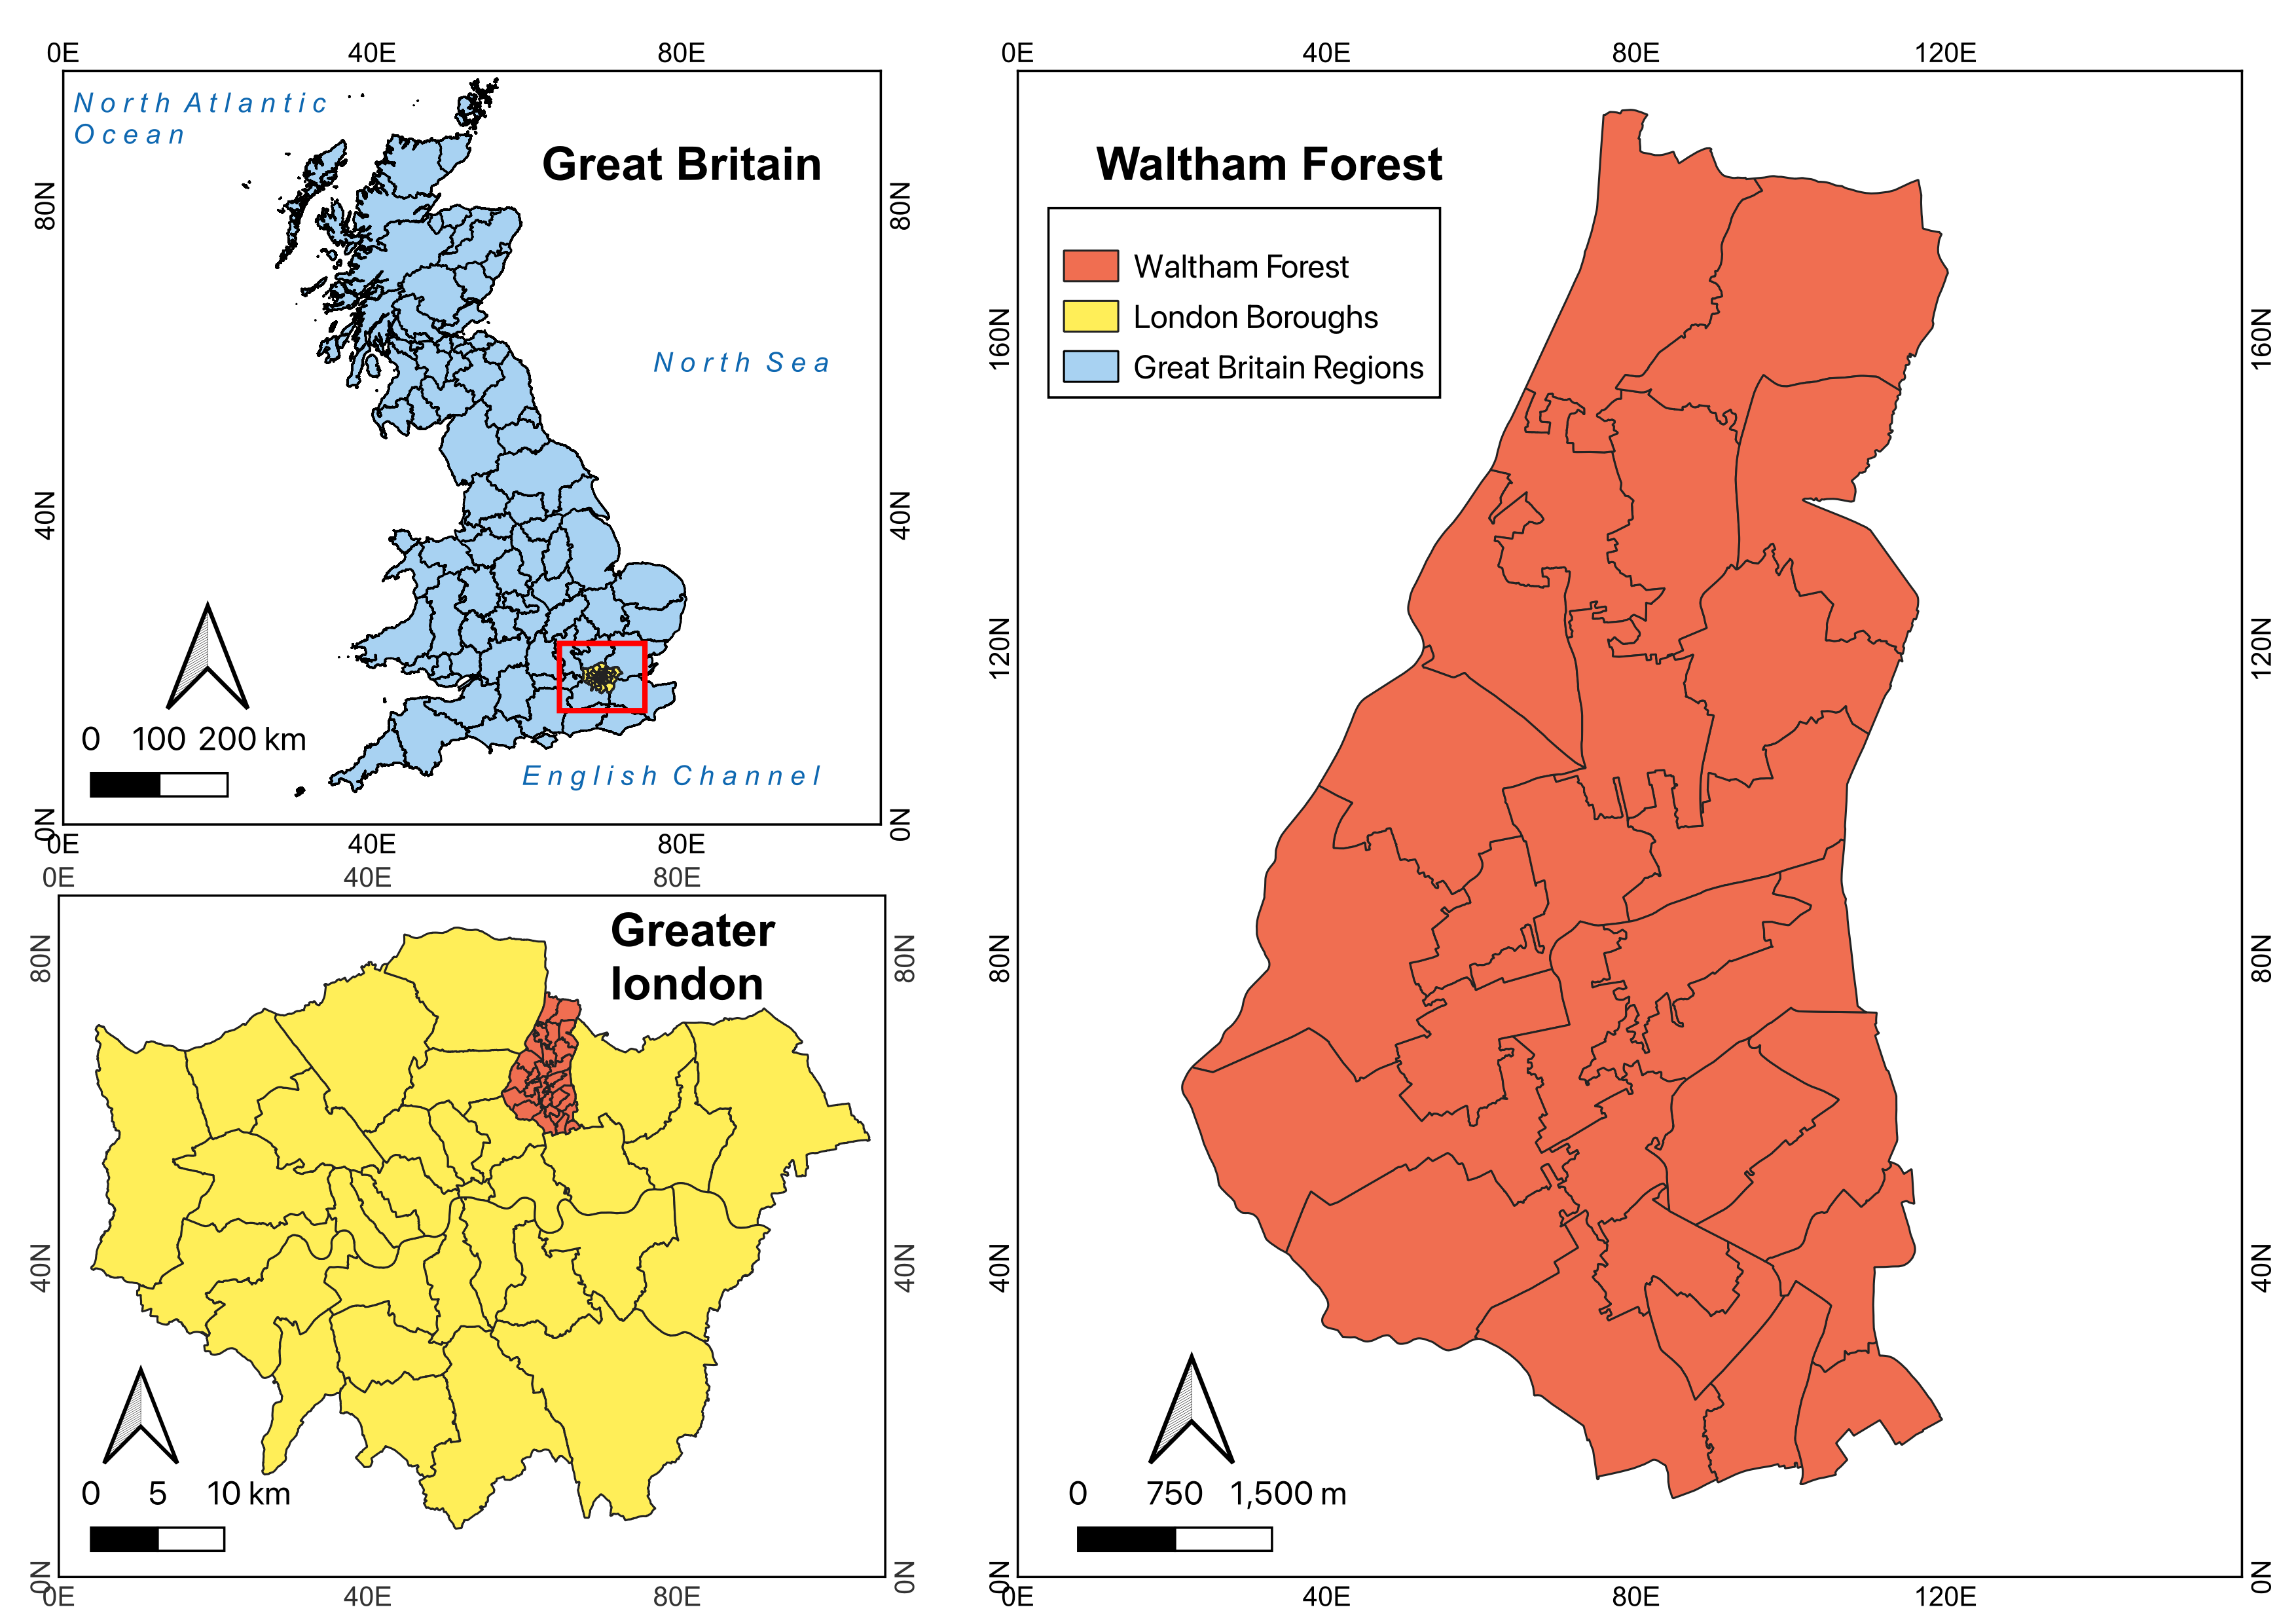 0E 40E 80E
North Atlantic
Ocean
Great Britain
80N 80N
North Sea
40N 40N
0 100 200 km
English Channel
0N 0N
0E 40E 80E
0E 40E 80E
Greater
london
80N 80N
40N 40N
0 5 10 km
0N 0N
0E 40E 80E
0E 40E 80E 120E
Waltham Forest
Waltham Forest
London Boroughs
Great Britain Regions
160N 160N
120N 120N
80N 80N
40N 40N
0 750 1,500 m
0N 0N
0E 40E 80E 120E